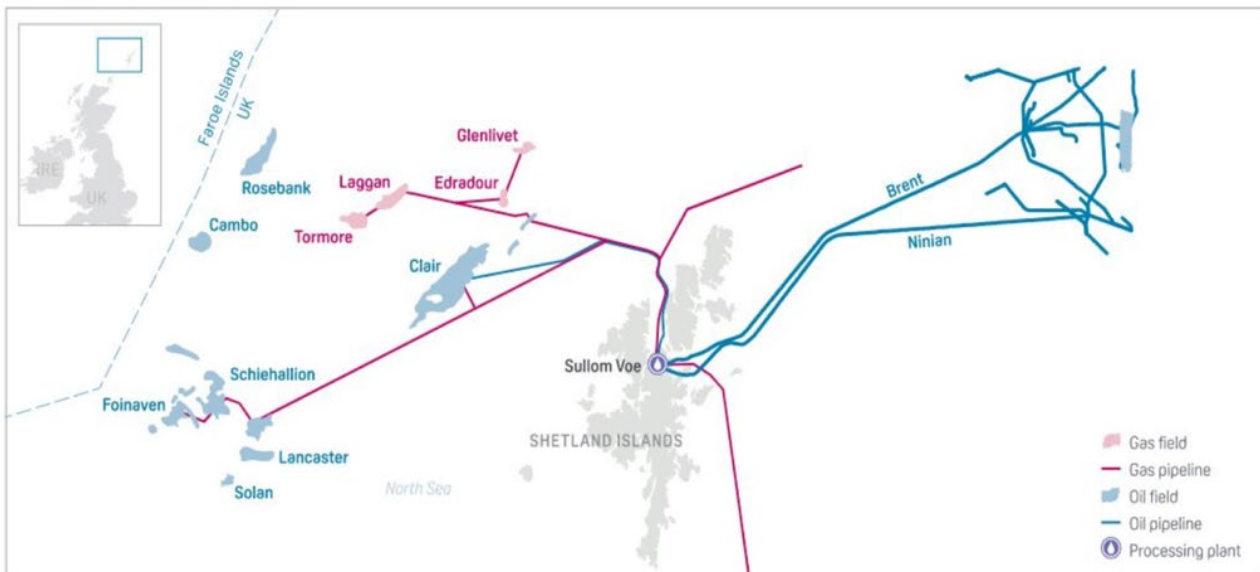 IRE
UK
Faroe Islands
UK
Rosebank
Cambo
Glenlivet
Laggan
Edradour
Tormore
Clair
Brent
Ninian
Sullom Voe
Schiehallion
Foinaven
Lancaster
Solan
SHETLAND ISLANDS
North Sea
Gas field
Gas pipeline
Oil field
Oil pipeline
Processing plant